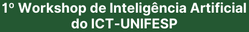 1º Workshop de Inteligência Artificial
do ICT-UNIFESP